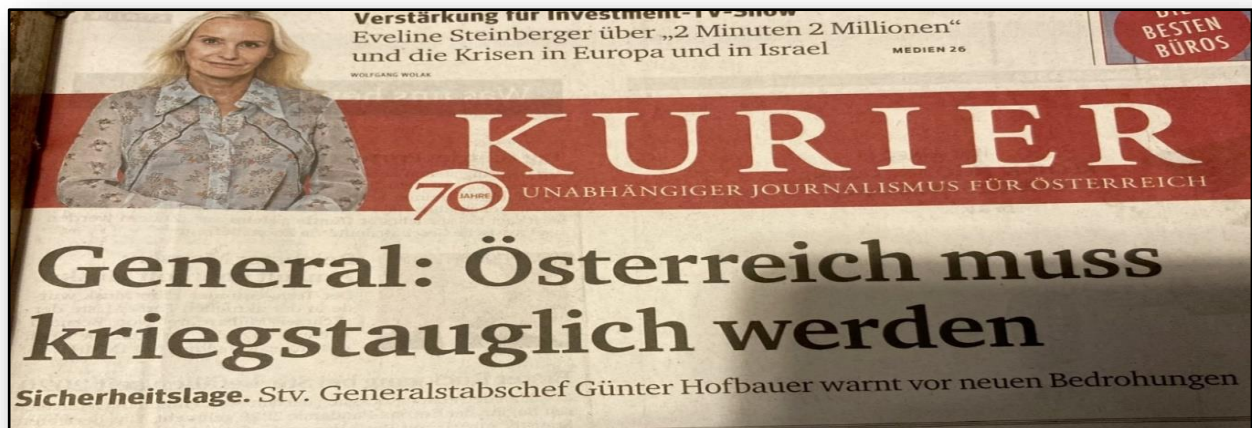 Verstärkung für Investment-TV-Show
Eveline Steinberger über „2 Minuten 2 Millionen“
und die Krisen in Europa und in Israel MEDIEN 26
WOLFGANG WOLAK
DIE
BESTEN
BÜROS
KURIER
70 JAHRE
UNABHÄNGIGER JOURNALISMUS FÜR ÖSTERREICH
General: Österreich muss
kriegstauglich werden
Sicherheitslage. Stv. Generalstabschef Günter Hofbauer warnt vor neuen Bedrohungen